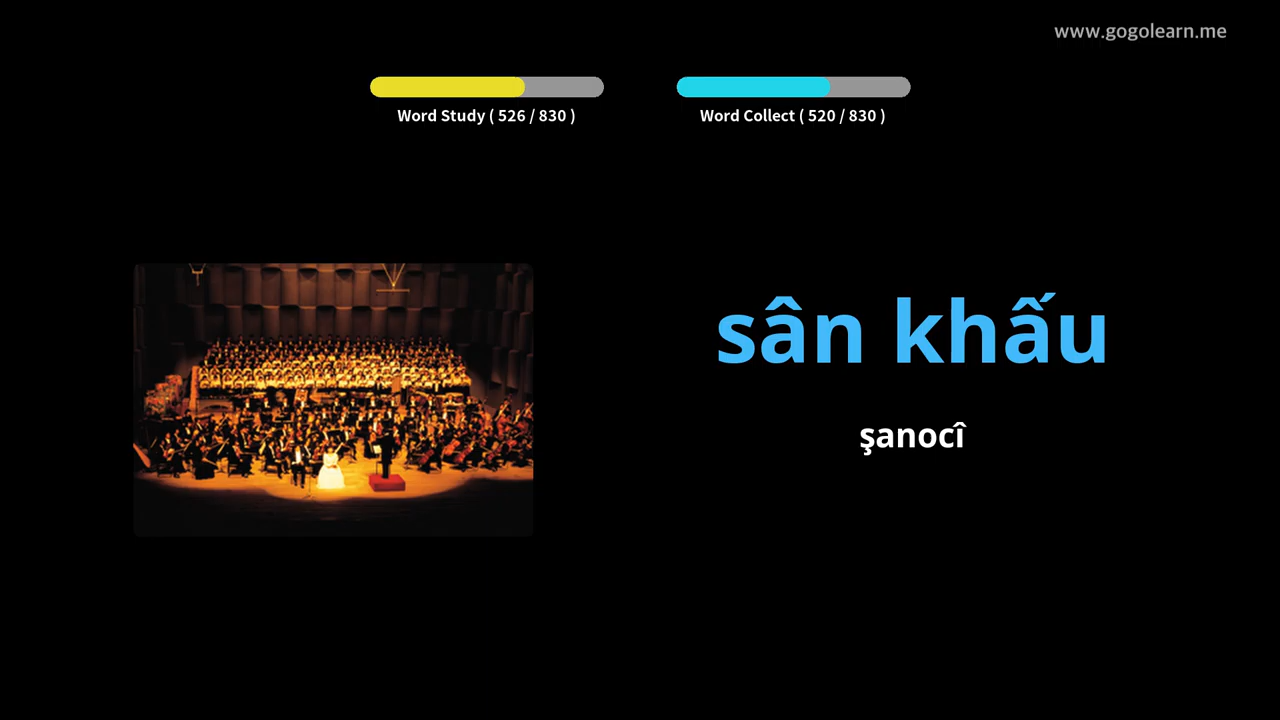 www.gogolearn.me
Word Study ( 526 / 830 )
Word Collect ( 520 / 830 )
sân khấu
şanocî